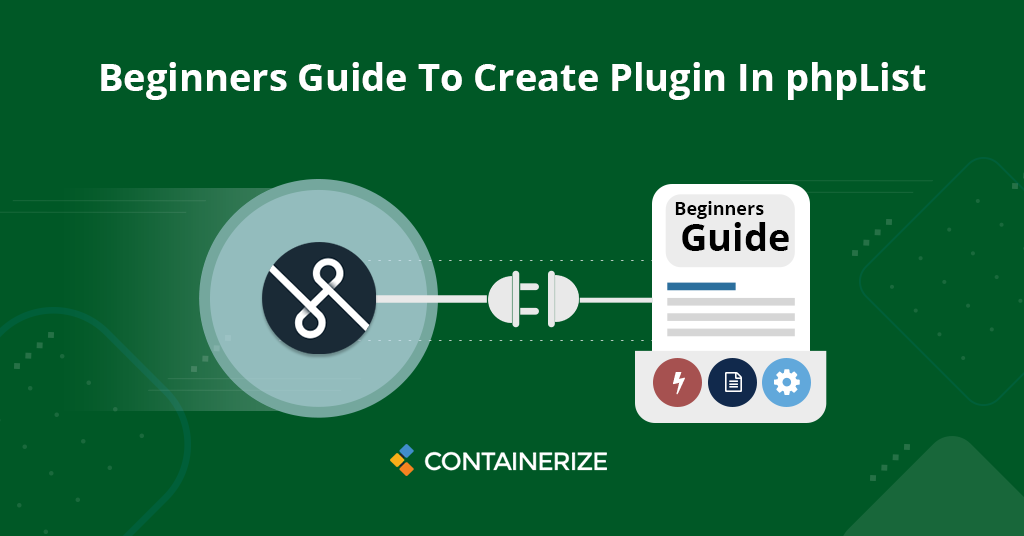 Beginners Guide To Create Plugin In phpList
Beginners
Guide
CONTAINERIZE